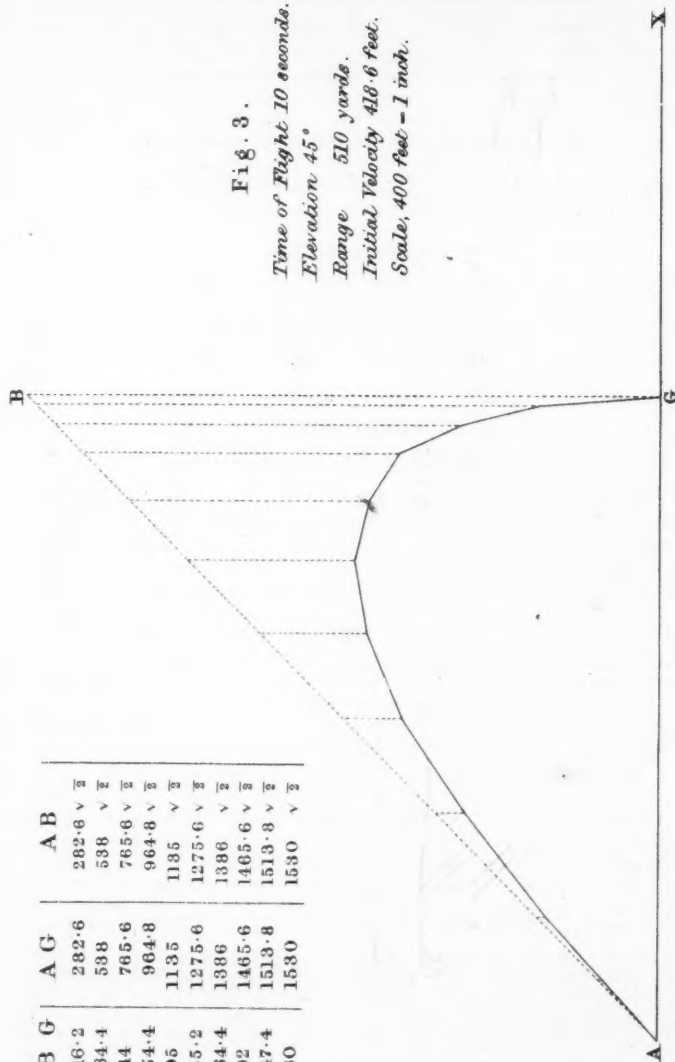 B G A G A B
282·6 282·6 √2
538 538 √2
765·6 765·6 √2
964·8 964·8 √2
1135 1135 √2
1275·6 1275·6 √2
1386 1386 √2
1465·6 1465·6 √2
1513·8 1513·8 √2
1530 1530 √2
B
Fig. 3.
Time of Flight 10 seconds.
Elevation 45°
Range 510 yards.
Initial Velocity 418·6 feet.
Scale, 400 feet = 1 inch.
A
G
X